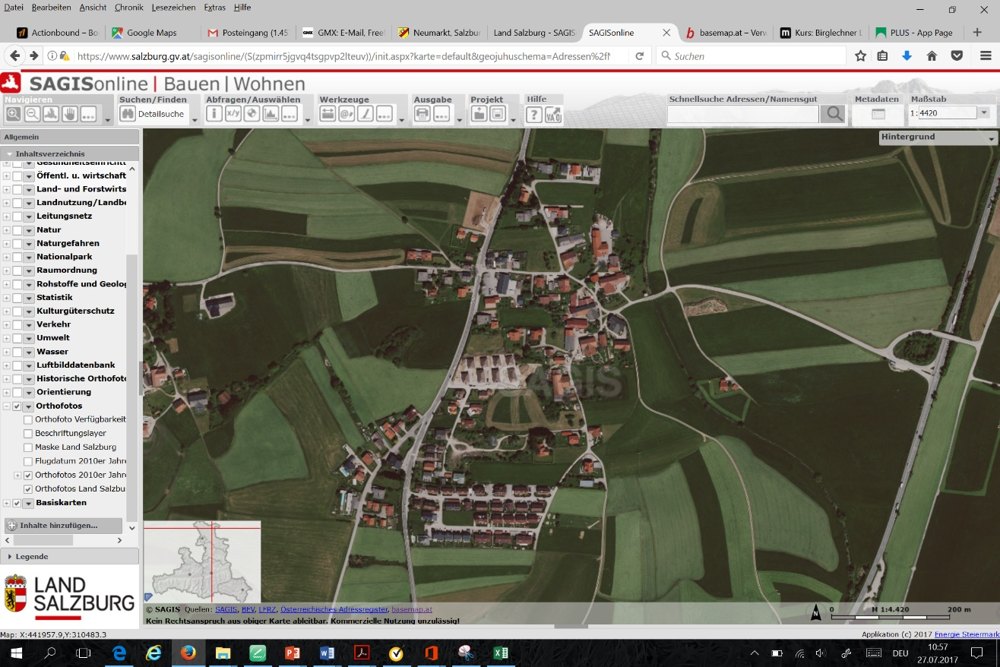 Datei Bearbeiten Ansicht Chronik Lesezeichen Extras Hilfe
Actionbound – Bo Google Maps Posteingang (1.45 GMX: E-Mail, Free Neumarkt, Salzbur Land Salzburg - SAGIS SAGISonline basemap.at – Verw Kurs: Birglechner L PLUS - App Page
https://www.salzburg.gv.at/sagisonline/(S(zpmirr5jgvq4tsgpvp2lteuv))/init.aspx?karte=default&geojuhuschema=Adressen%2fN Suchen
SAGISonline | Bauen | Wohnen
Navigieren Suchen/Finden Abfragen/Auswählen Werkzeuge Ausgabe Projekt Hilfe Schnellsuche Adressen/Namensgut Metadaten Maßstab
Detailsuche x/y VAO 1: 4420
Allgemein
Hintergrund
Inhaltsverzeichnis
Gesundheitseinricht
Öffentl. u. wirtschaft
Land- und Forstwirts
Landnutzung/Landbe
Leitungsnetz
Natur
Naturgefahren
Nationalpark
Raumordnung
Rohstoffe und Geolog
Statistik
Kulturgüterschutz
Verkehr
Umwelt
Wasser
Luftbilddatenbank
Historische Orthofoto
Orientierung
Orthofotos
Orthofoto Verfügbarkeit
Beschriftungslayer
Maske Land Salzburg
Flugdatum 2010er Jahre
Orthofotos 2010er Jahre
Orthofotos Land Salzbu
Basiskarten
Inhalte hinzufügen...
Legende
LAND
SALZBURG
SAGIS
© SAGIS Quellen: SAGIS, BEV, LFRZ, Österreichisches Adressregister, basemap.at
Kein Rechtsanspruch aus obiger Karte ableitbar. Kommerzielle Nutzung unzulässig!
N 0 M 1:4.420 200 m
Map: X:441957.9,Y:310483.3 Applikation (c) 2017 Energie Steiermark
DEU 10:57
27.07.2017